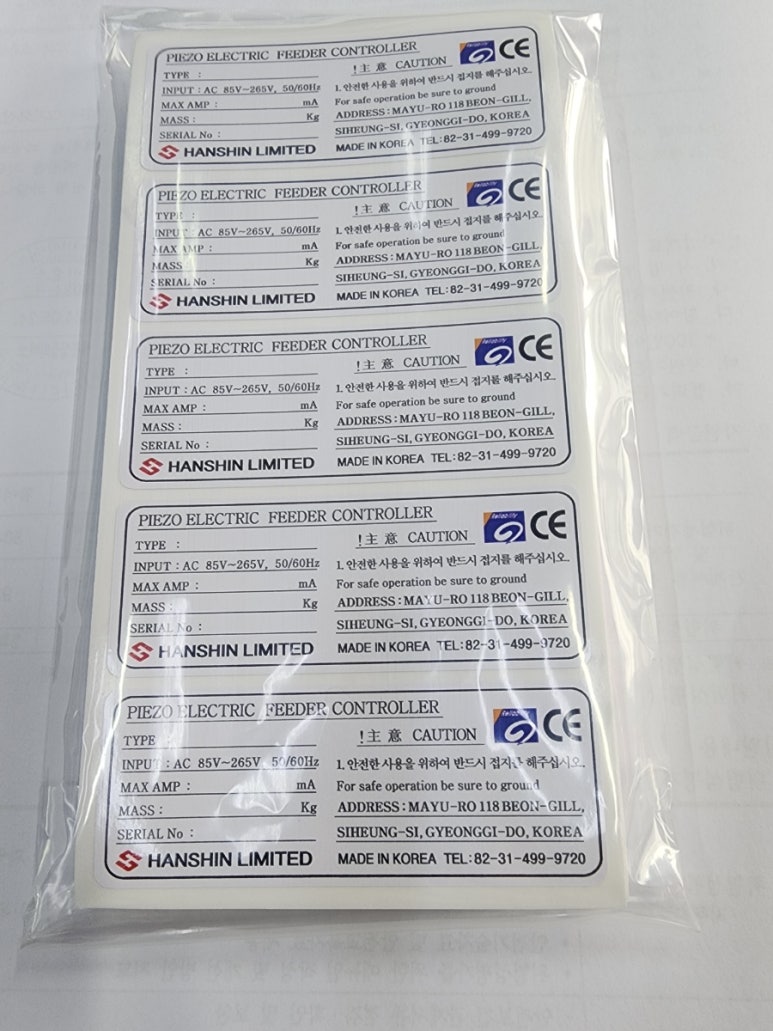 PIEZO ELECTRIC FEEDER CONTROLLER
Reliability
CE
TYPE :
! 主 意 CAUTION
INPUT : AC 85V~265V, 50/60Hz
1. 안전한 사용을 위하여 반드시 접지를 해주십시오.
MAX AMP : mA
For safe operation be sure to ground
MASS : Kg
ADDRESS : MAYU-RO 118 BEON-GILL,
SERIAL No :
SIHEUNG-SI, GYEONGGI-DO, KOREA
HANSHIN LIMITED
MADE IN KOREA TEL:82-31-499-9720
PIEZO ELECTRIC FEEDER CONTROLLER
Reliability
CE
TYPE :
! 主 意 CAUTION
INPUT : AC 85V~265V, 50/60Hz
1. 안전한 사용을 위하여 반드시 접지를 해주십시오.
MAX AMP : mA
For safe operation be sure to ground
MASS Kg
ADDRESS : MAYU-RO 118 BEON-GILL,
SERIAL No :
SIHEUNG-SI, GYEONGGI-DO, KOREA
HANSHIN LIMITED
MADE IN KOREA TEL:82-31-499-9720
PIEZO ELECTRIC FEEDER CONTROLLER
Reliability
CE
TYPE :
! 主 意 CAUTION
INPUT : AC 85V~265V, 50/60Hz
1. 안전한 사용을 위하여 반드시 접지를 해주십시오.
MAX AMP : mA
For safe operation be sure to ground
MASS : Kg
ADDRESS : MAYU-RO 118 BEON-GILL,
SERIAL No :
SIHEUNG-SI, GYEONGGI-DO, KOREA
HANSHIN LIMITED
MADE IN KOREA TEL:82-31-499-9720
PIEZO ELECTRIC FEEDER CONTROLLER
Reliability
CE
TYPE :
! 主 意 CAUTION
INPUT : AC 85V~265V, 50/60Hz
1. 안전한 사용을 위하여 반드시 접지를 해주십시오.
MAX AMP : mA
For safe operation be sure to ground
MASS : Kg
ADDRESS : MAYU-RO 118 BEON-GILL,
SERIAL No :
SIHEUNG-SI, GYEONGGI-DO, KOREA
HANSHIN LIMITED
MADE IN KOREA TEL:82-31-499-9720
PIEZO ELECTRIC FEEDER CONTROLLER
Reliability
CE
TYPE
! 主 意 CAUTION
INPUT : AC 85V~265V, 50/60Hz
1. 안전한 사용을 위하여 반드시 접지를 해주십시오.
MAX AMP : mA
For safe operation be sure to ground
MASS : Kg
ADDRESS : MAYU-RO 118 BEON-GILL,
SERIAL No :
SIHEUNG-SI, GYEONGGI-DO, KOREA
HANSHIN LIMITED
MADE IN KOREA TEL:82-31-499-9720